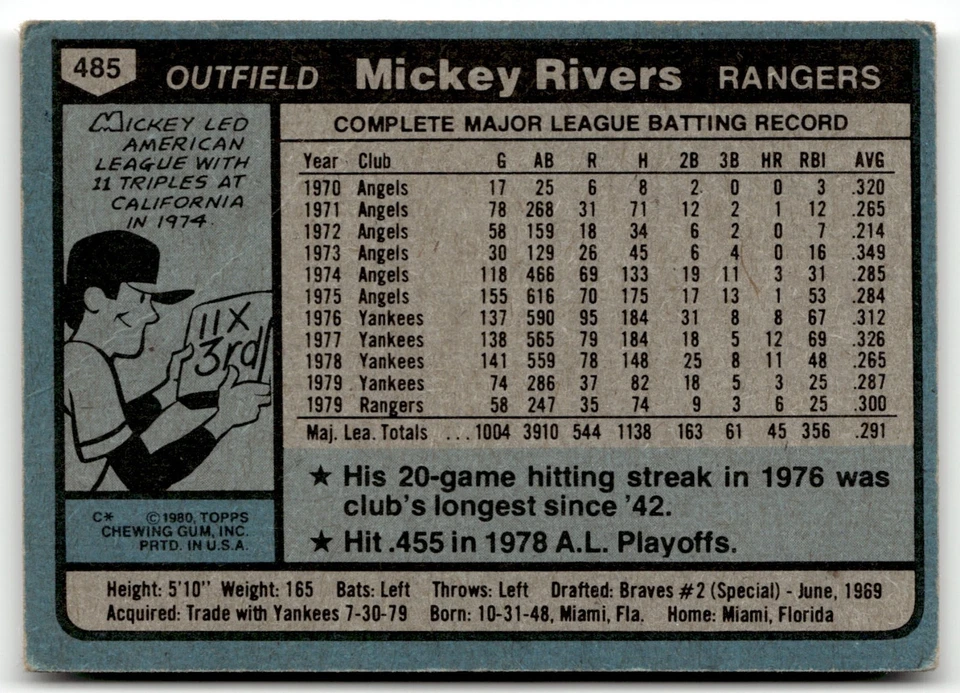 485 OUTFIELD Mickey Rivers RANGERS
MICKEY LED
AMERICAN
LEAGUE WITH
11 TRIPLES AT
CALIFORNIA
IN 1974.
11 X
3rd
C* © 1980, TOPPS
CHEWING GUM, INC.
PRTD. IN U.S.A.
COMPLETE MAJOR LEAGUE BATTING RECORD
Year Club G AB R H 2B 3B HR RBI AVG
1970 Angels 17 25 6 8 2 0 0 3 .320
1971 Angels 78 268 31 71 12 2 1 12 .265
1972 Angels 58 159 18 34 6 2 0 7 .214
1973 Angels 30 129 26 45 6 4 0 16 .349
1974 Angels 118 466 69 133 19 11 3 31 .285
1975 Angels 155 616 70 175 17 13 1 53 .284
1976 Yankees 137 590 95 184 31 8 8 67 .312
1977 Yankees 138 565 79 184 18 5 12 69 .326
1978 Yankees 141 559 78 148 25 8 11 48 .265
1979 Yankees 74 286 37 82 18 5 3 25 .287
1979 Rangers 58 247 35 74 9 3 6 25 .300
Maj. Lea. Totals ...1004 3910 544 1138 163 61 45 356 .291
★ His 20-game hitting streak in 1976 was
club's longest since '42.
★ Hit .455 in 1978 A.L. Playoffs.
Height: 5'10" Weight: 165 Bats: Left Throws: Left Drafted: Braves #2 (Special) - June, 1969
Acquired: Trade with Yankees 7-30-79 Born: 10-31-48, Miami, Fla. Home: Miami, Florida